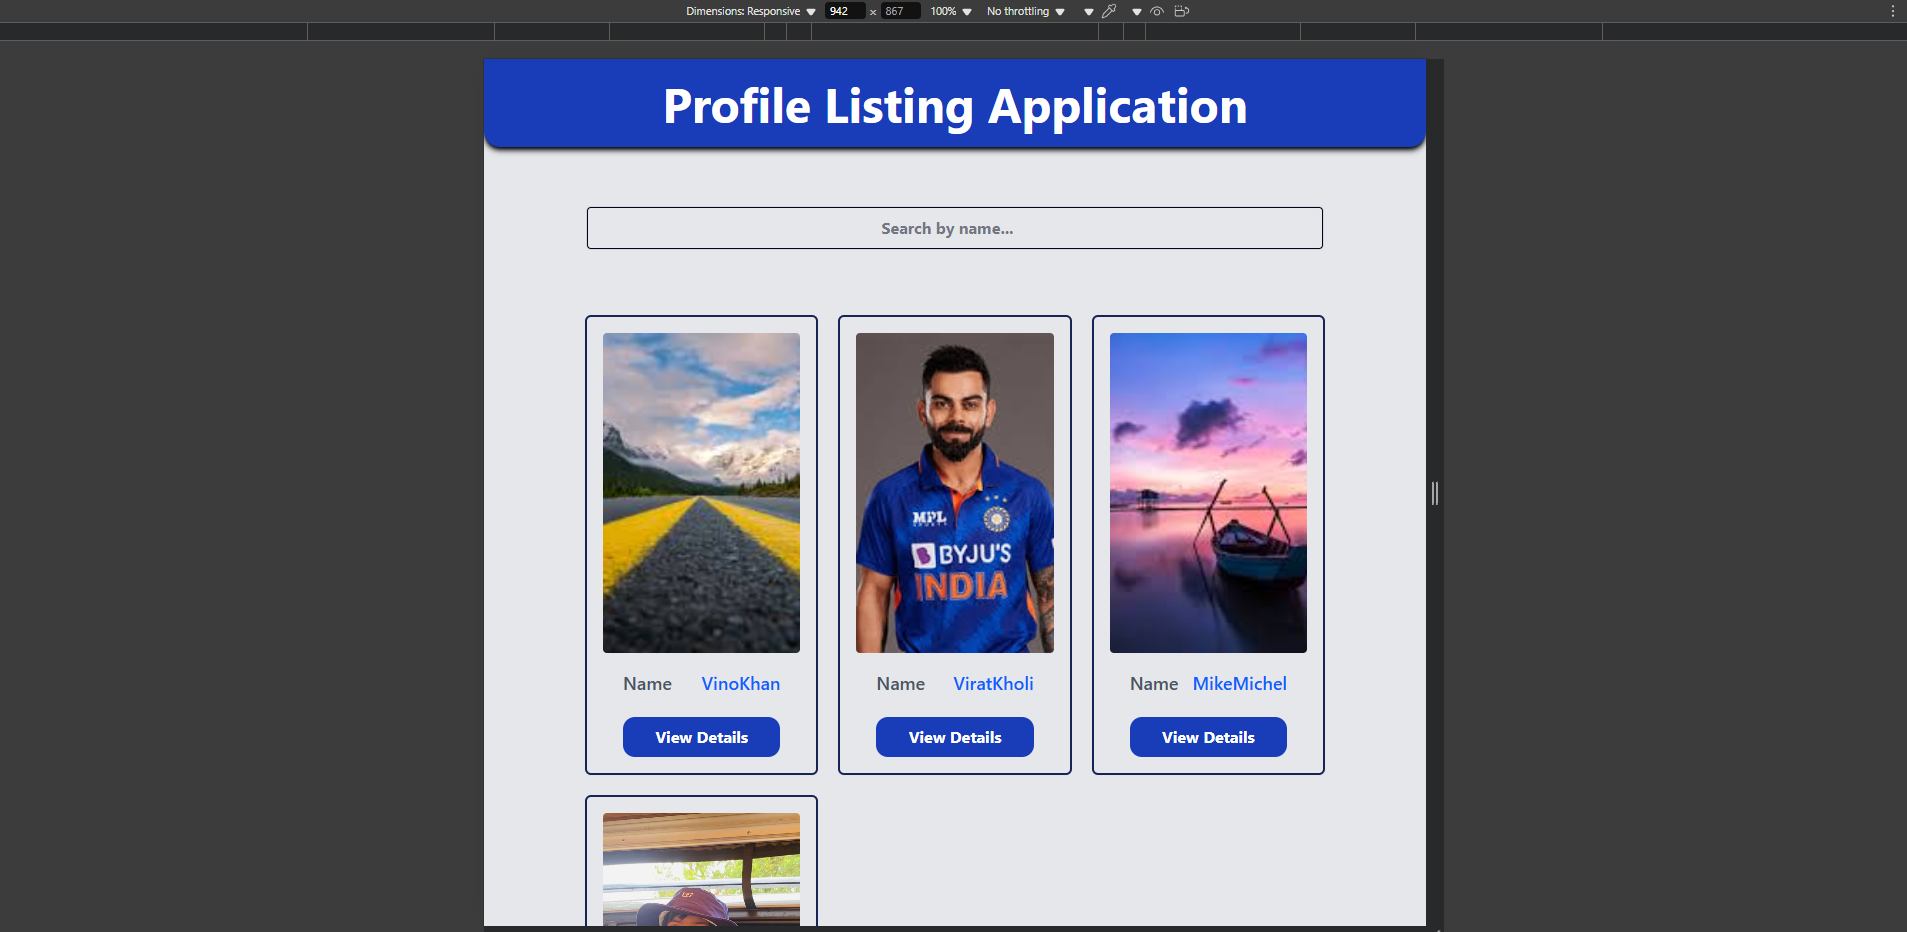 Dimensions: Responsive 942 × 867 100% No throttling
Profile Listing Application
Search by name...
MPL
BYJU'S
INDIA
Name VinoKhan
Name ViratKholi
Name MikeMichel
View Details
View Details
View Details